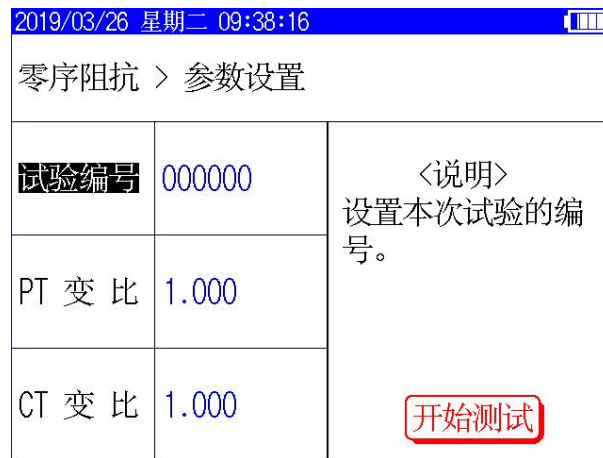 2019/03/26 星期二 09:38:16
零序阻抗 > 参数设置
试验编号 000000
PT 变 比 1.000
CT 变 比 1.000
<说明>
设置本次试验的编
号。
开始测试